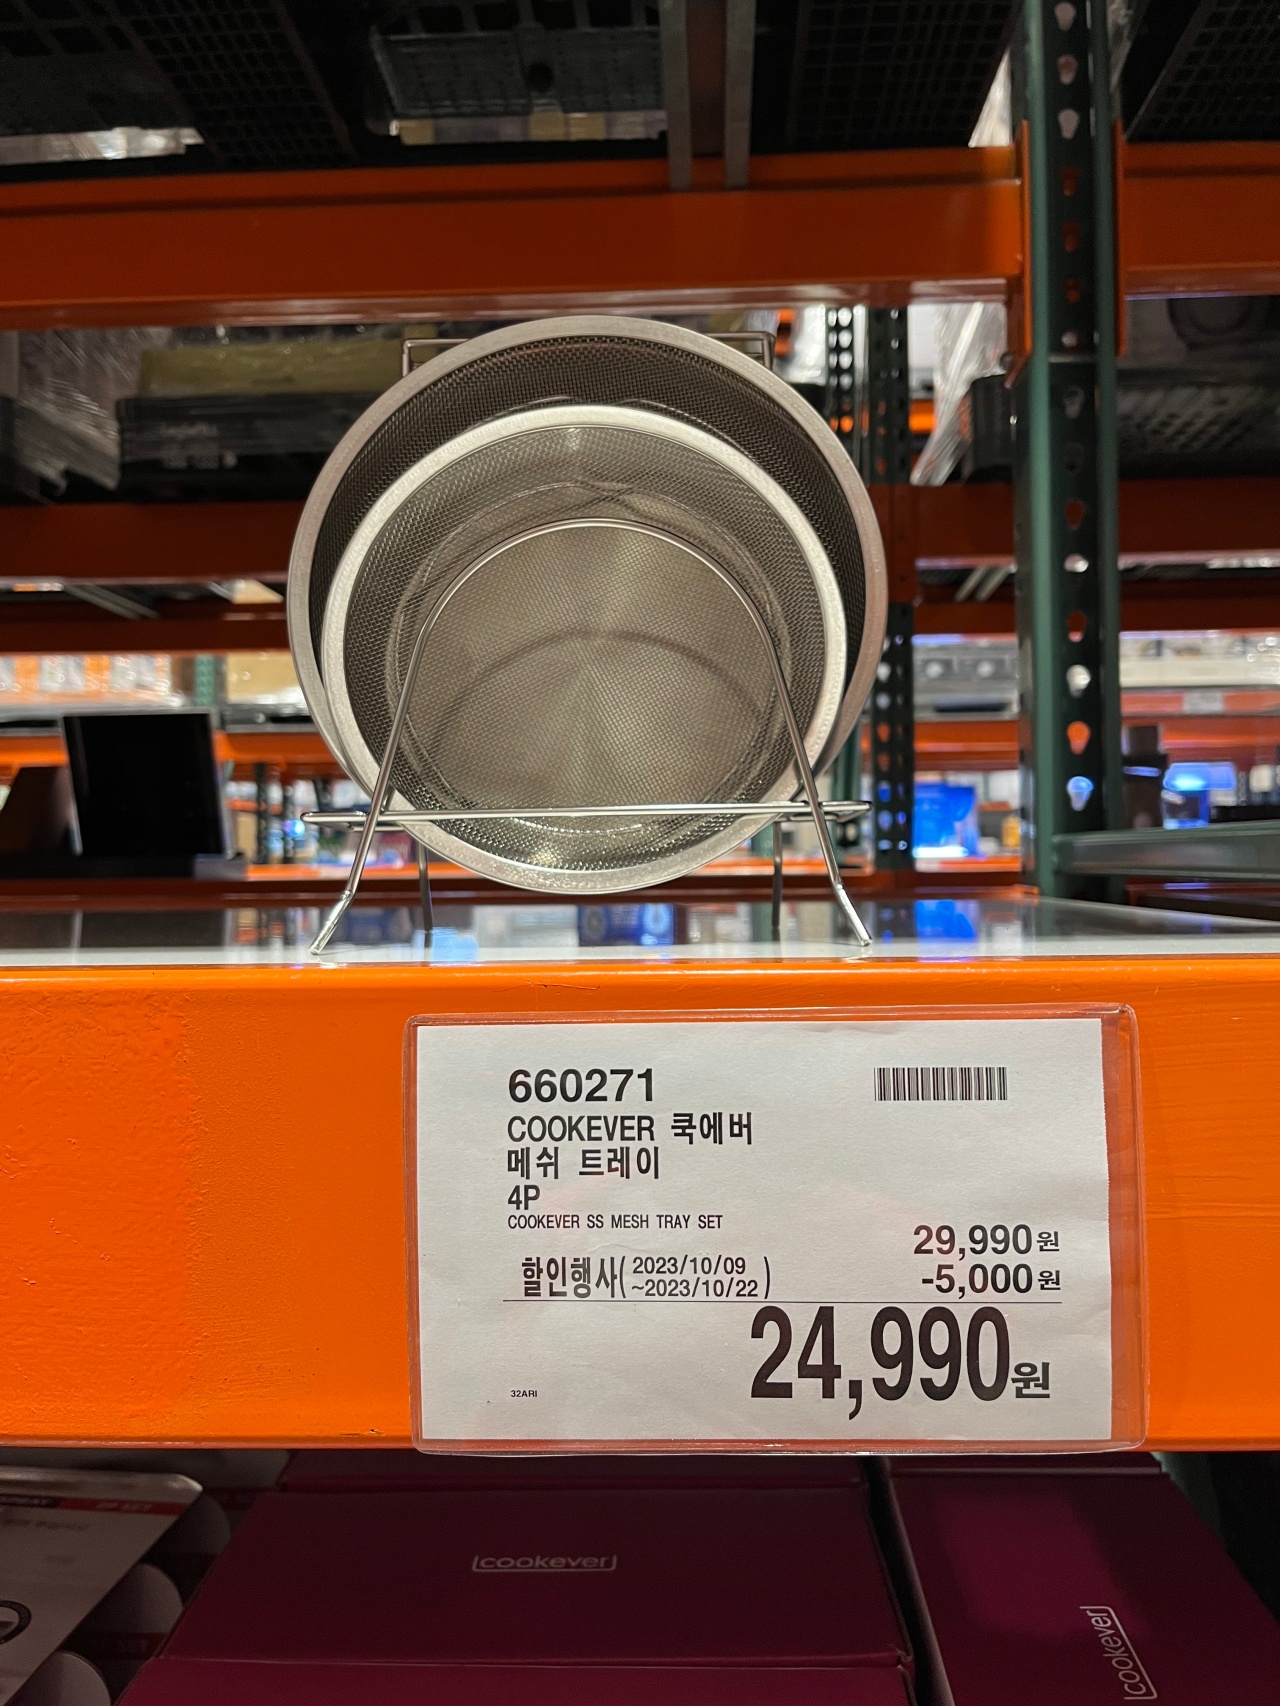 660271
COOKEVER 쿡에버
메쉬 트레이
4P
COOKEVER SS MESH TRAY SET
29,990원
할인행사(2023/10/09
~2023/10/22)
-5,000원
24,990원
32ARI
cookever
cookever